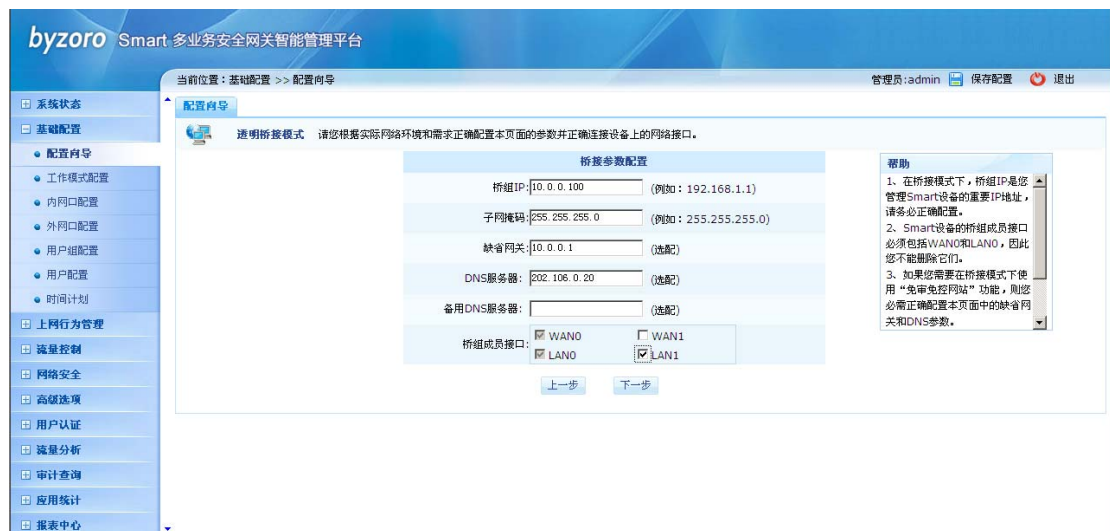 byzoro Smart 多业务安全网关智能管理平台
当前位置：基础配置 >> 配置向导
管理员:admin 保存配置 退出
系统状态
基础配置
配置向导
工作模式配置
内网口配置
外网口配置
用户组配置
用户配置
时间计划
上网行为管理
流量控制
网络安全
高级选项
用户认证
流量分析
审计查询
应用统计
报表中心
配置向导
透明桥接模式 请您根据实际网络环境和需求正确配置本页面的参数并正确连接设备上的网络接口。
桥接参数配置
桥组IP: 10.0.0.100 (例如：192.168.1.1)
子网掩码: 255.255.255.0 (例如：255.255.255.0)
缺省网关: 10.0.0.1 (选配)
DNS服务器: 202.106.0.20 (选配)
备用DNS服务器: (选配)
桥组成员接口: WAN0 WAN1
LAN0 LAN1
上一步 下一步
帮助
1、在桥接模式下，桥组IP是您
管理Smart设备的重要IP地址，
请务必正确配置。
2、Smart设备的桥组成员接口
必须包括WAN0和LAN0，因此
您不能删除它们。
3、如果您需要在桥接模式下使
用“免审免控网站”功能，则您
必需正确配置本页面中的缺省网
关和DNS参数。